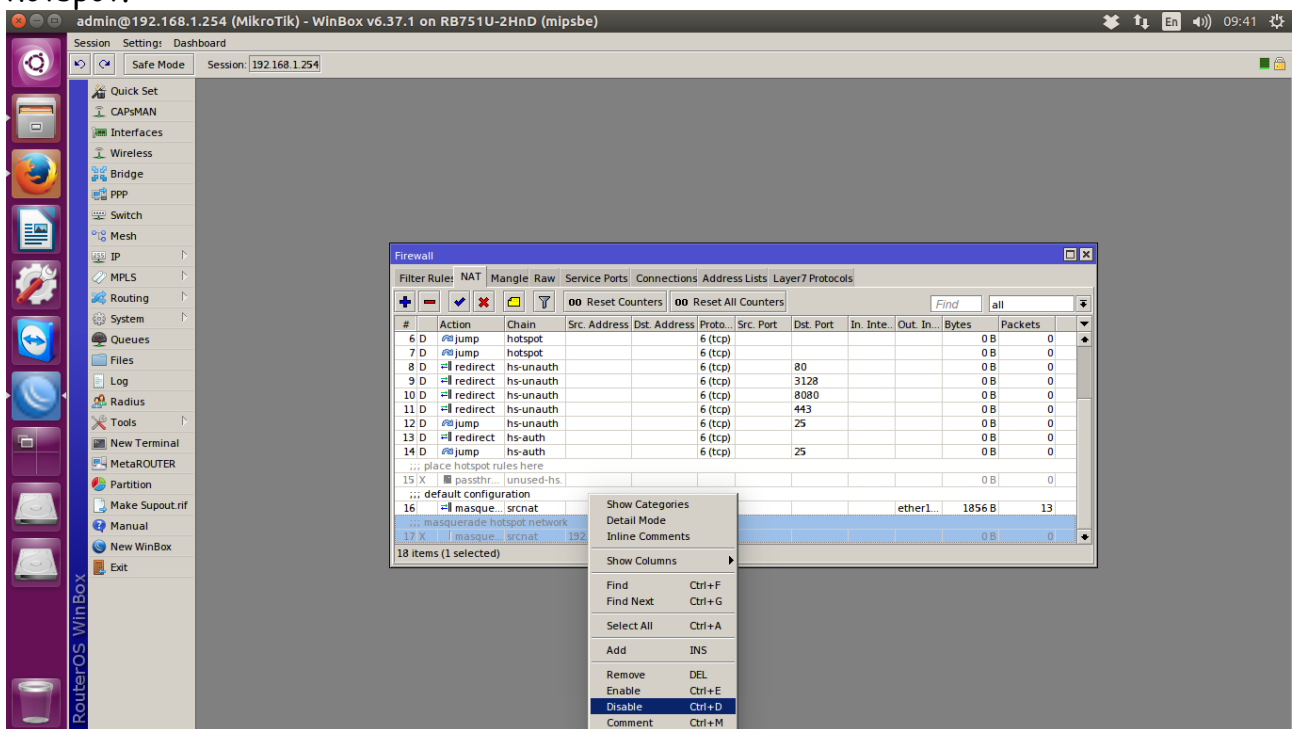 admin@192.168.1.254 (MikroTik) - WinBox v6.37.1 on RB751U-2HnD (mipsbe) En 09:41
Session Settings Dashboard
Safe Mode Session: 192.168.1.254
Quick Set
CAPsMAN
Interfaces
Wireless
Bridge
PPP
Switch
Mesh
IP
MPLS
Routing
System
Queues
Files
Log
Radius
Tools
New Terminal
MetaROUTER
Partition
Make Supout.rif
Manual
New WinBox
Exit
RouterOS WinBox
Firewall
Filter Rules NAT Mangle Raw Service Ports Connections Address Lists Layer7 Protocols
00 Reset Counters 00 Reset All Counters Find all
# Action Chain Src. Address Dst. Address Proto... Src. Port Dst. Port In. Inte... Out. In... Bytes Packets
6 D jump hotspot 6 (tcp) 0 B 0
7 D jump hotspot 6 (tcp) 0 B 0
8 D redirect hs-unauth 6 (tcp) 80 0 B 0
9 D redirect hs-unauth 6 (tcp) 3128 0 B 0
10 D redirect hs-unauth 6 (tcp) 8080 0 B 0
11 D redirect hs-unauth 6 (tcp) 443 0 B 0
12 D jump hs-unauth 6 (tcp) 25 0 B 0
13 D redirect hs-auth 6 (tcp) 0 B 0
14 D jump hs-auth 6 (tcp) 25 0 B 0
;;; place hotspot rules here
15 X passthr... unused-hs. 0 B 0
;;; default configuration
16 masque... srcnat ether1... 1856 B 13
;;; masquerade hotspot network
17 X masque... srcnat 192. 0 B 0
18 items (1 selected)
Show Categories
Detail Mode
Inline Comments
Show Columns
Find Ctrl+F
Find Next Ctrl+G
Select All Ctrl+A
Add INS
Remove DEL
Enable Ctrl+E
Disable Ctrl+D
Comment Ctrl+M